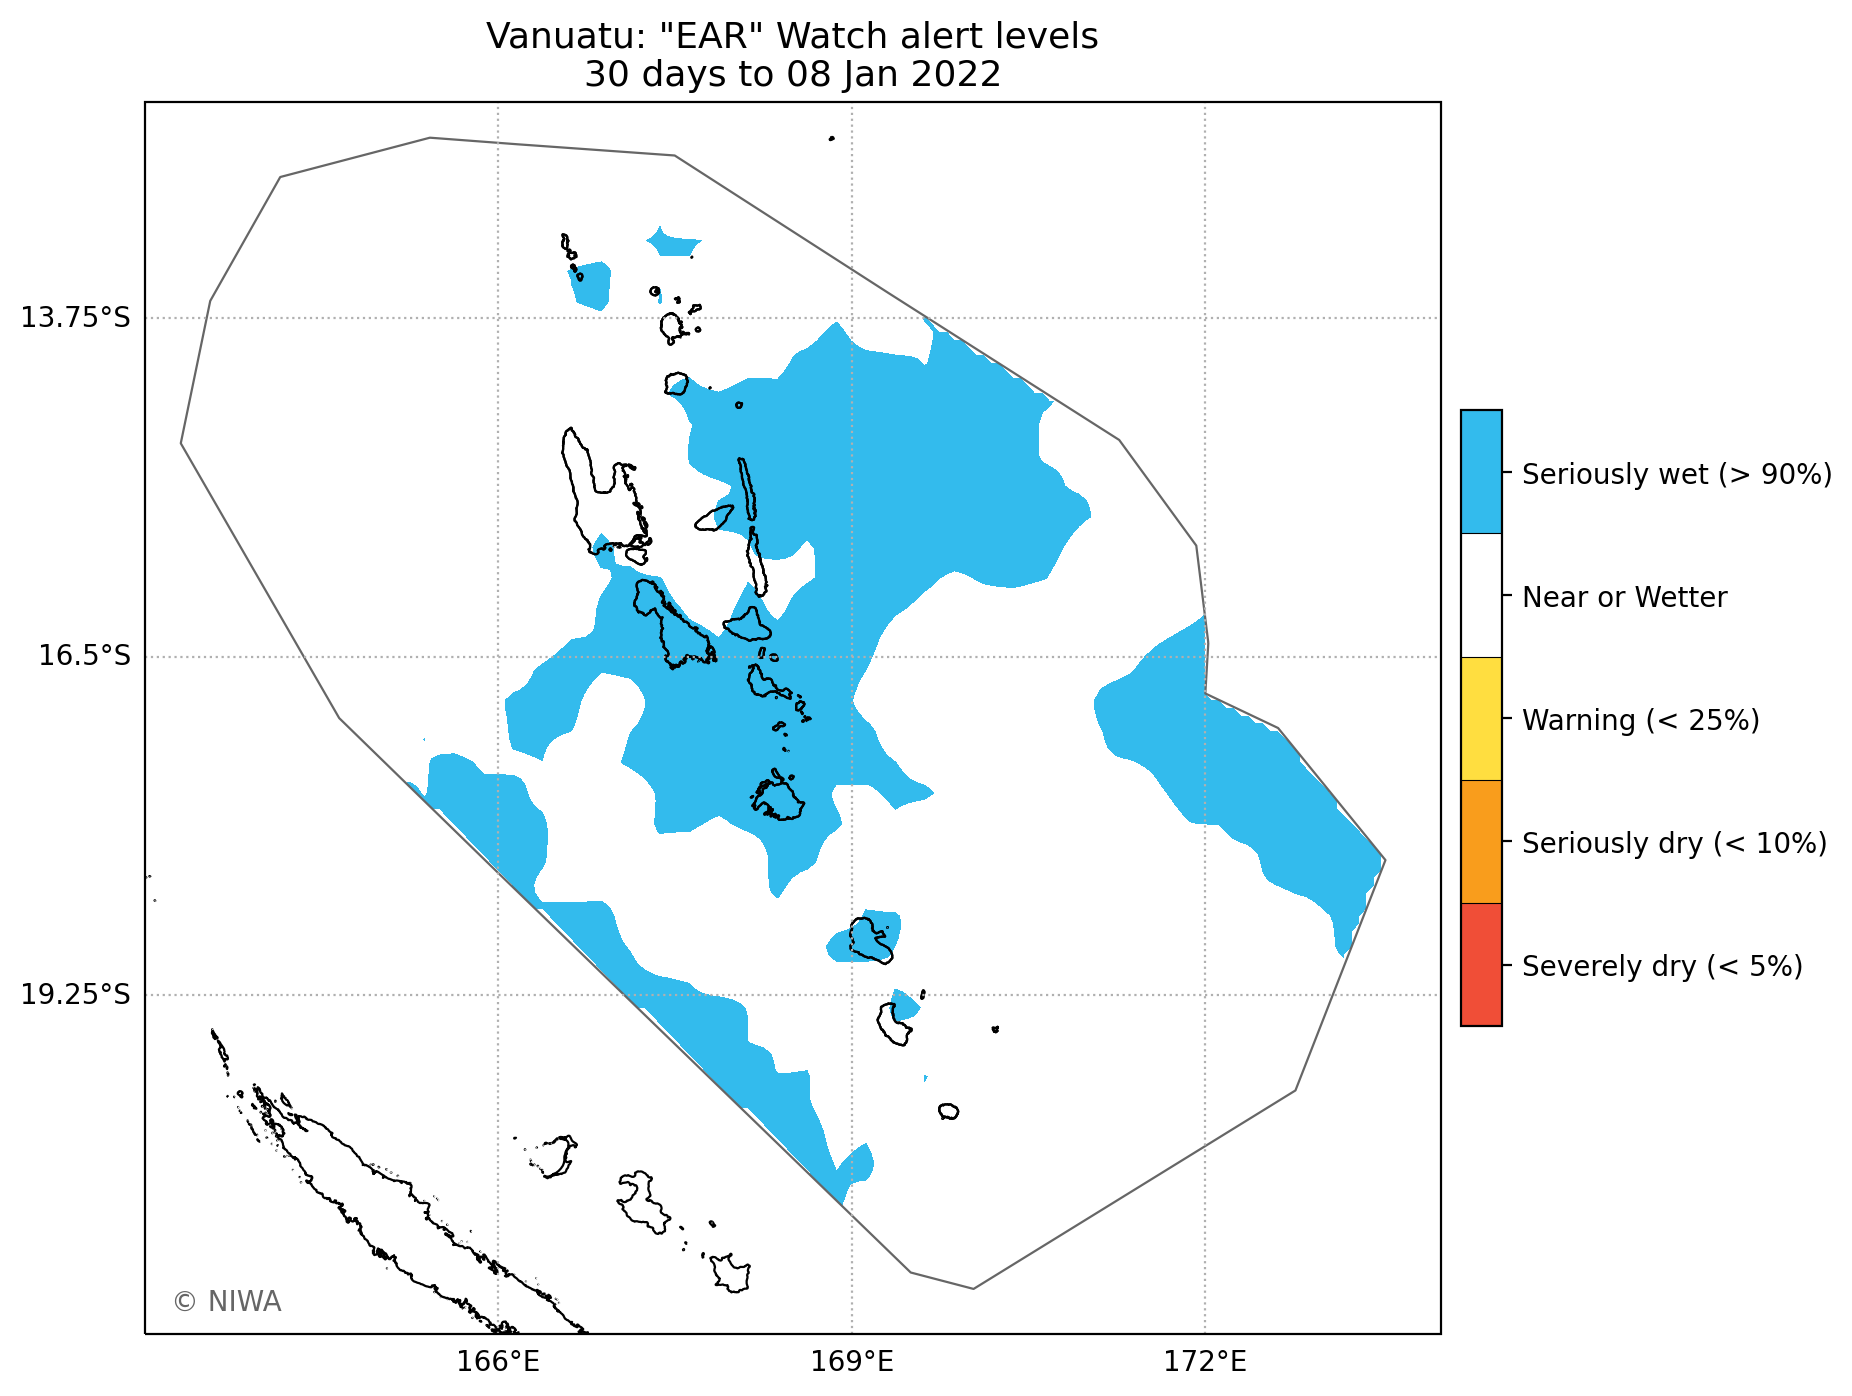 Vanuatu: "EAR" Watch alert levels
30 days to 08 Jan 2022
13.75°S
16.5°S
19.25°S
166°E
169°E
172°E
Seriously wet (> 90%)
Near or Wetter
Warning (< 25%)
Seriously dry (< 10%)
Severely dry (< 5%)
© NIWA